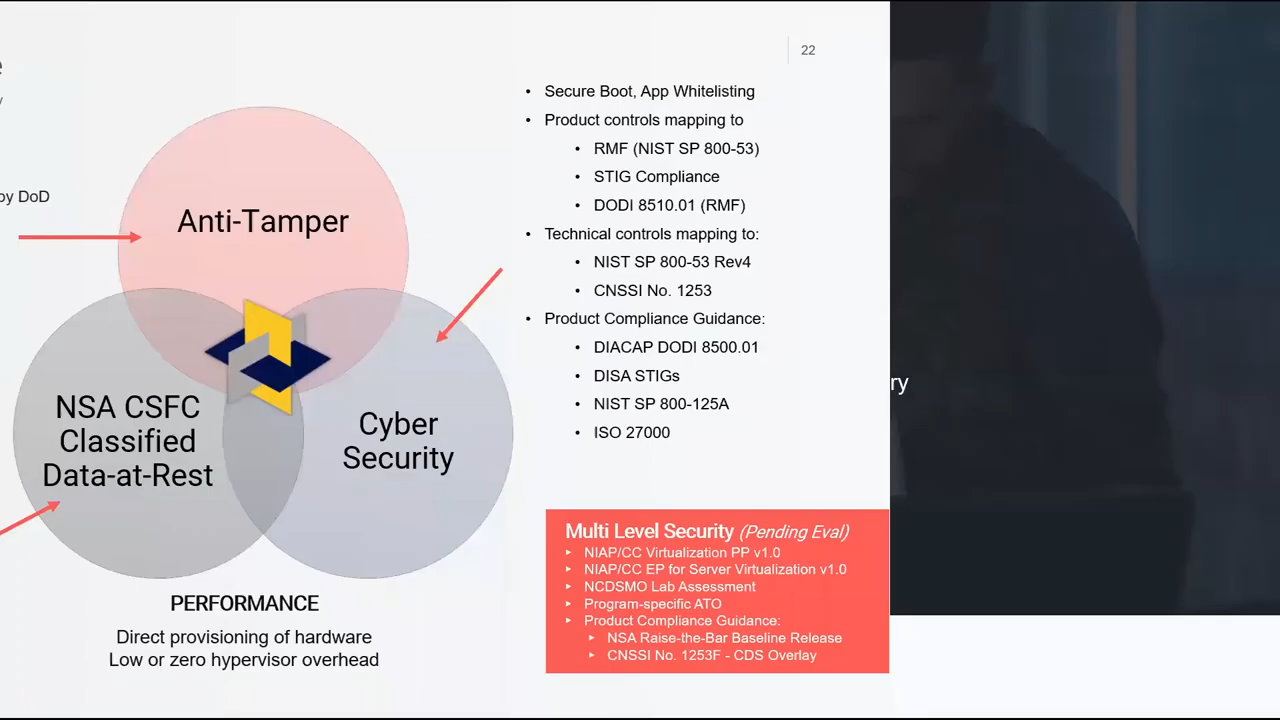 22
by DoD
Anti-Tamper
NSA CSFC
Classified
Data-at-Rest
Cyber
Security
PERFORMANCE
Direct provisioning of hardware
Low or zero hypervisor overhead
• Secure Boot, App Whitelisting
• Product controls mapping to
• RMF (NIST SP 800-53)
• STIG Compliance
• DODI 8510.01 (RMF)
• Technical controls mapping to:
• NIST SP 800-53 Rev4
• CNSSI No. 1253
• Product Compliance Guidance:
• DIACAP DODI 8500.01
• DISA STIGs
• NIST SP 800-125A
• ISO 27000
Multi Level Security (Pending Eval)
NIAP/CC Virtualization PP v1.0
NIAP/CC EP for Server Virtualization v1.0
NCDSMO Lab Assessment
Program-specific ATO
Product Compliance Guidance:
NSA Raise-the-Bar Baseline Release
CNSSI No. 1253F - CDS Overlay
ry